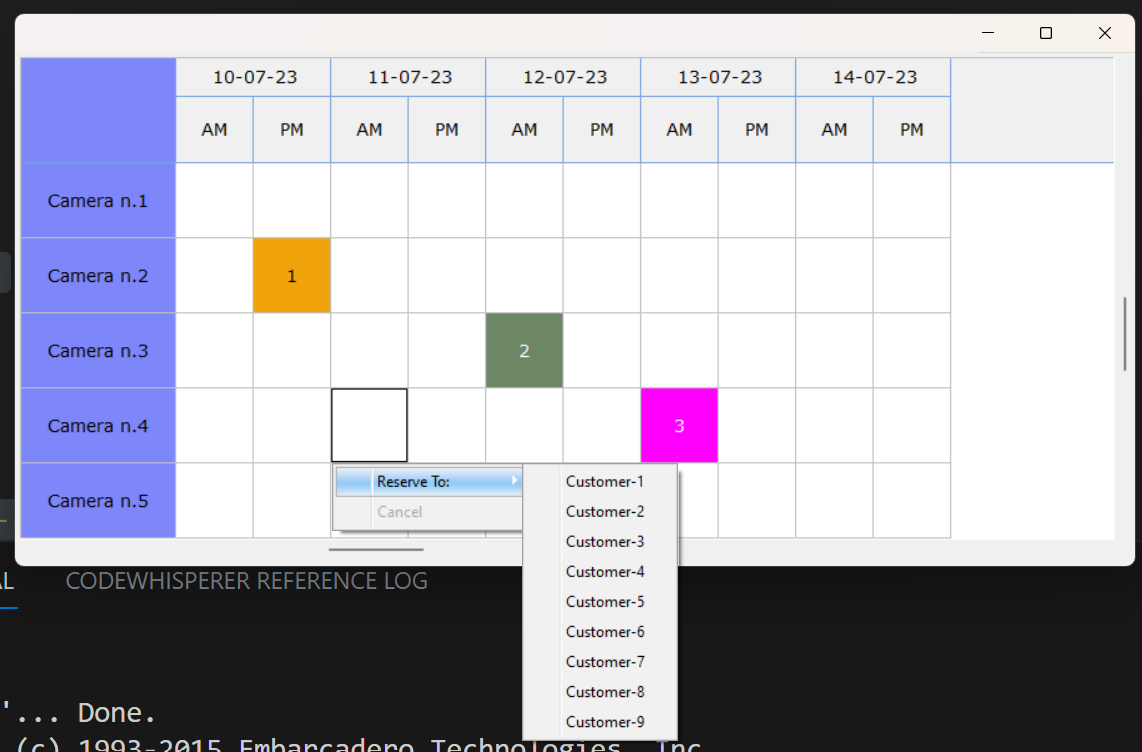 10-07-23 11-07-23 12-07-23 13-07-23 14-07-23
AM PM AM PM AM PM AM PM AM PM
Camera n.1
Camera n.2 1
Camera n.3 2
Camera n.4 3
Camera n.5
Reserve To:
Cancel
Customer-1
Customer-2
Customer-3
Customer-4
Customer-5
Customer-6
Customer-7
Customer-8
Customer-9
CODEWHISPERER REFERENCE LOG
'... Done.
(c) 1993-2015 Embarcadero Technologies, Inc